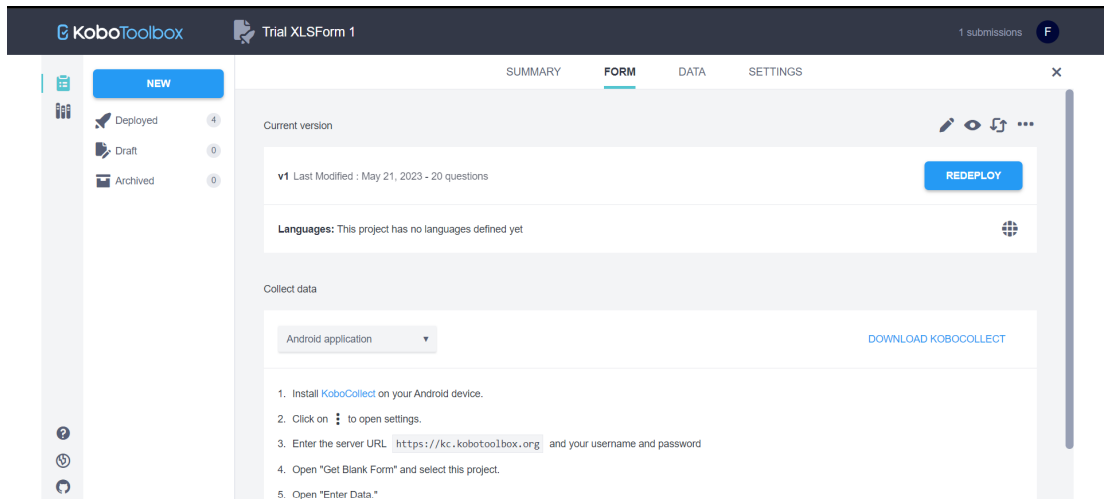 KoboToolbox
Trial XLSForm 1
1 submissions
F
NEW
Deployed 4
Draft 0
Archived 0
SUMMARY FORM DATA SETTINGS
Current version
v1 Last Modified : May 21, 2023 - 20 questions
REDEPLOY
Languages: This project has no languages defined yet
Collect data
Android application
DOWNLOAD KOBOCOLLECT
1. Install KoboCollect on your Android device.
2. Click on ⋮ to open settings.
3. Enter the server URL https://kc.kobotoolbox.org and your username and password
4. Open "Get Blank Form" and select this project.
5. Open "Enter Data."